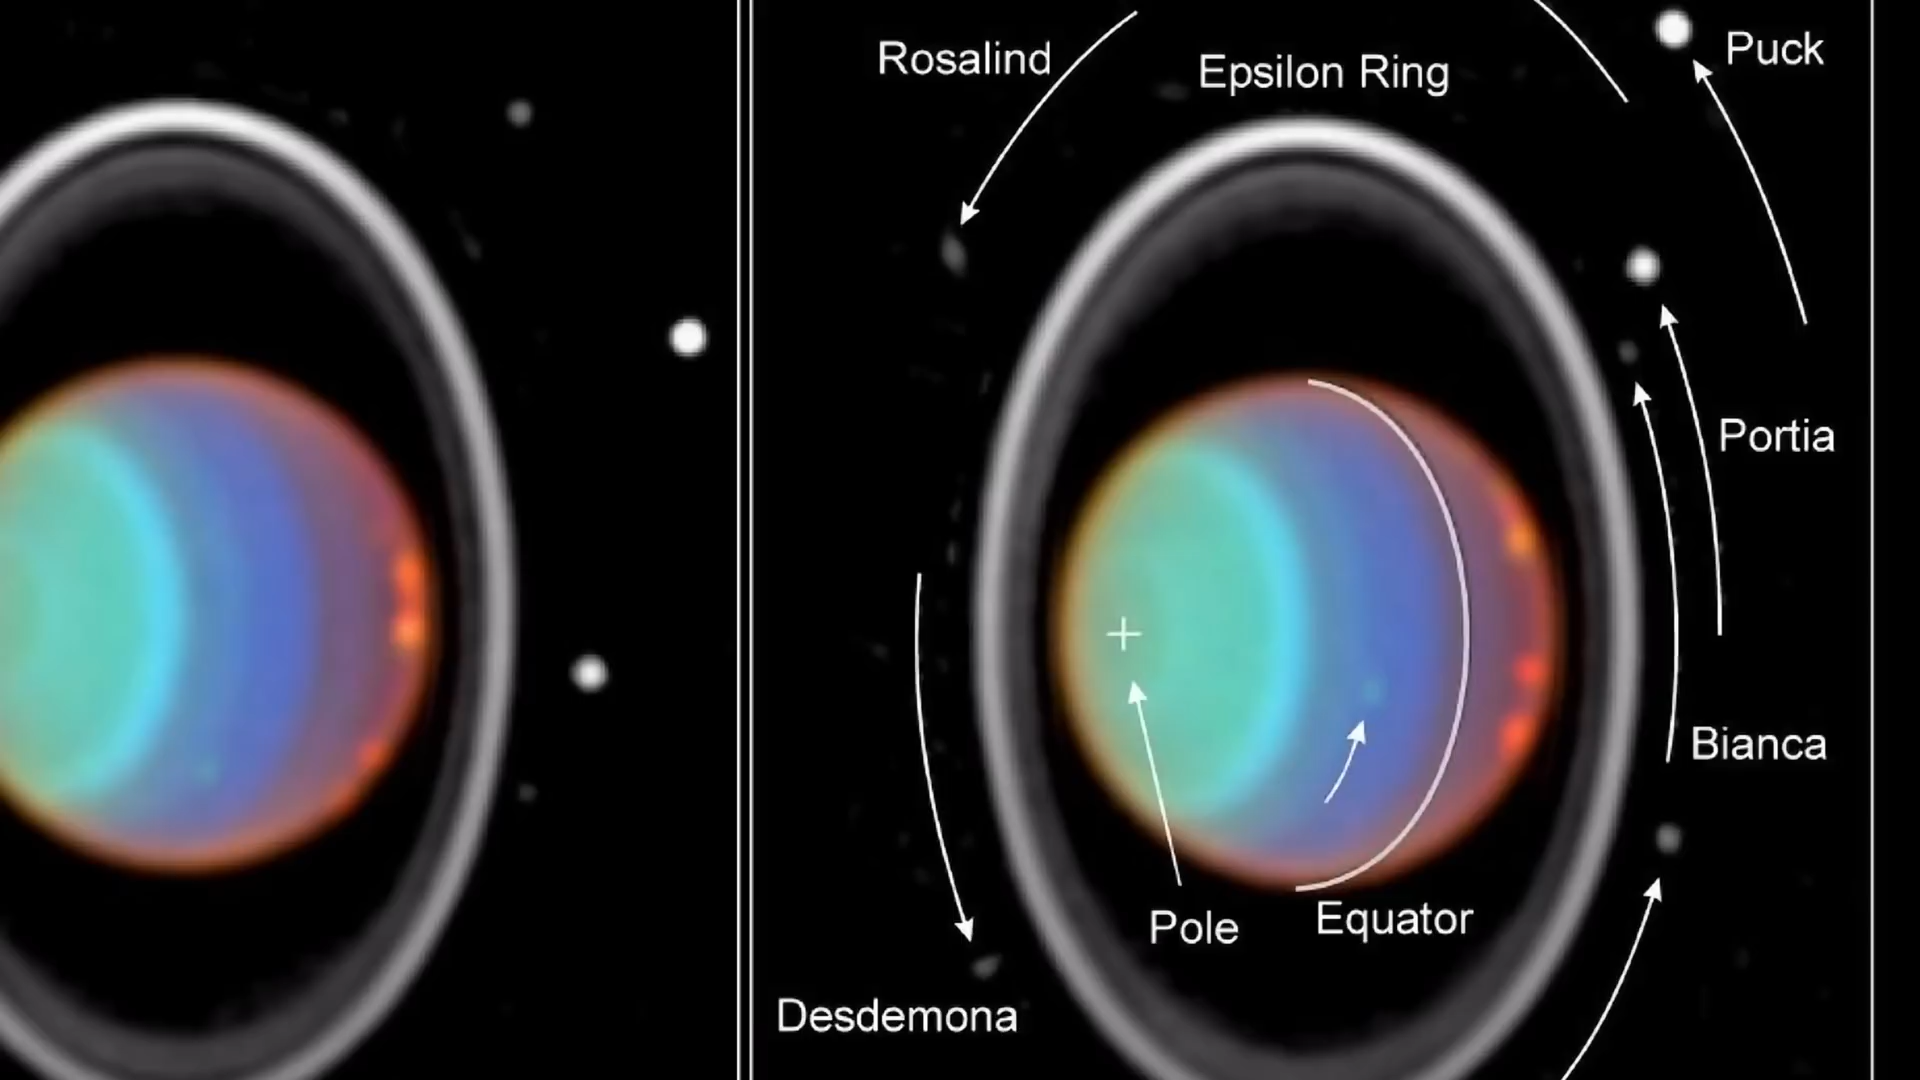 Rosalind
Epsilon Ring
Puck
Portia
Bianca
Pole
Equator
Desdemona